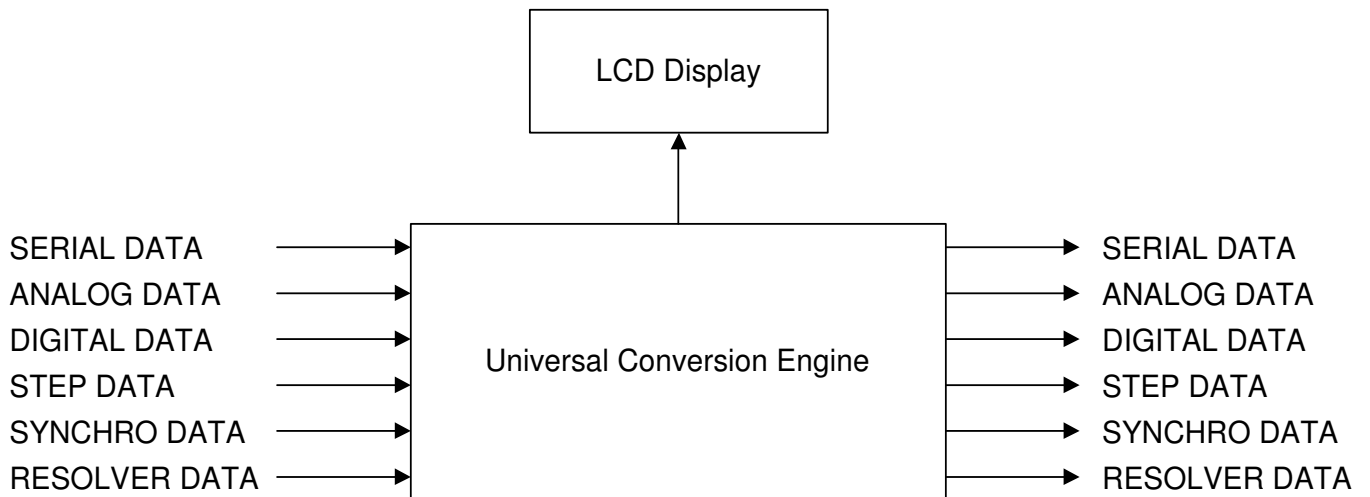 LCD Display
SERIAL DATA
ANALOG DATA
DIGITAL DATA
STEP DATA
SYNCHRO DATA
RESOLVER DATA
Universal Conversion Engine
SERIAL DATA
ANALOG DATA
DIGITAL DATA
STEP DATA
SYNCHRO DATA
RESOLVER DATA